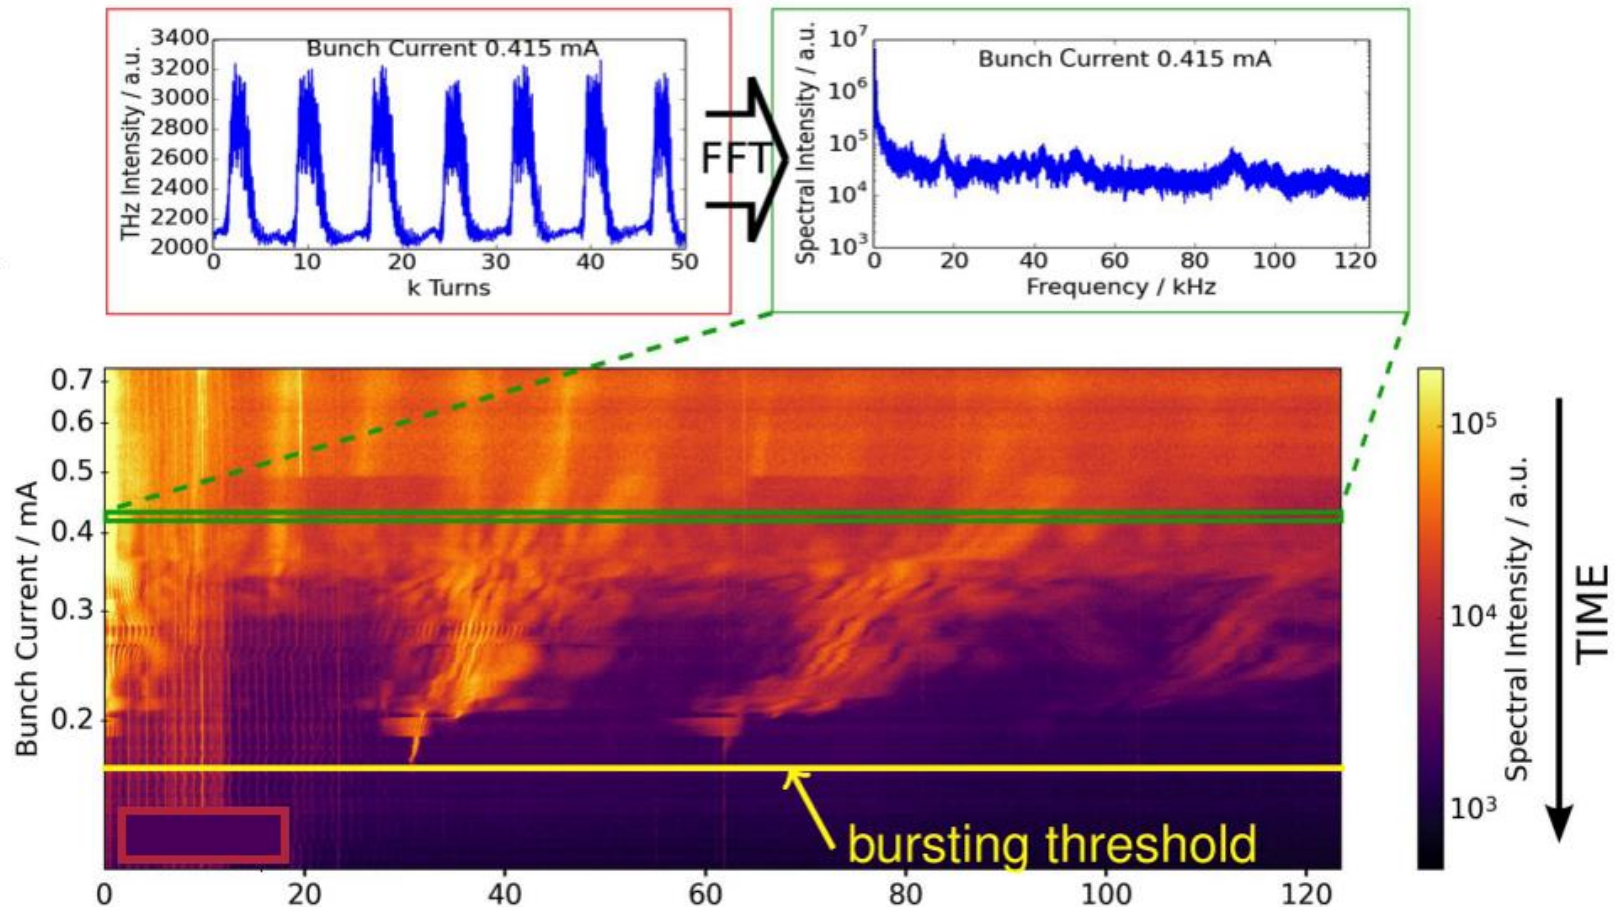 Bunch Current 0.415 mA
THz Intensity / a.u.
3400
3200
3000
2800
2600
2400
2200
2000
0 10 20 30 40 50
k Turns
FFT
Bunch Current 0.415 mA
Spectral Intensity / a.u.
10⁷
10⁶
10⁵
10⁴
10³
0 20 40 60 80 100 120
Frequency / kHz
Bunch Current / mA
0.7
0.6
0.5
0.4
0.3
0.2
bursting threshold
0 20 40 60 80 100 120
10⁵
10⁴
10³
Spectral Intensity / a.u.
TIME